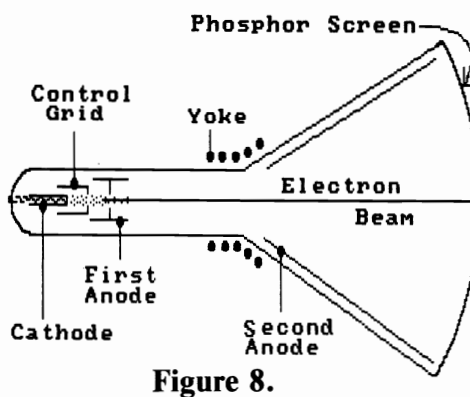 Phosphor Screen
Control
Grid
Yoke
Electron
Beam
First
Anode
Cathode
Second
Anode
Figure 8.